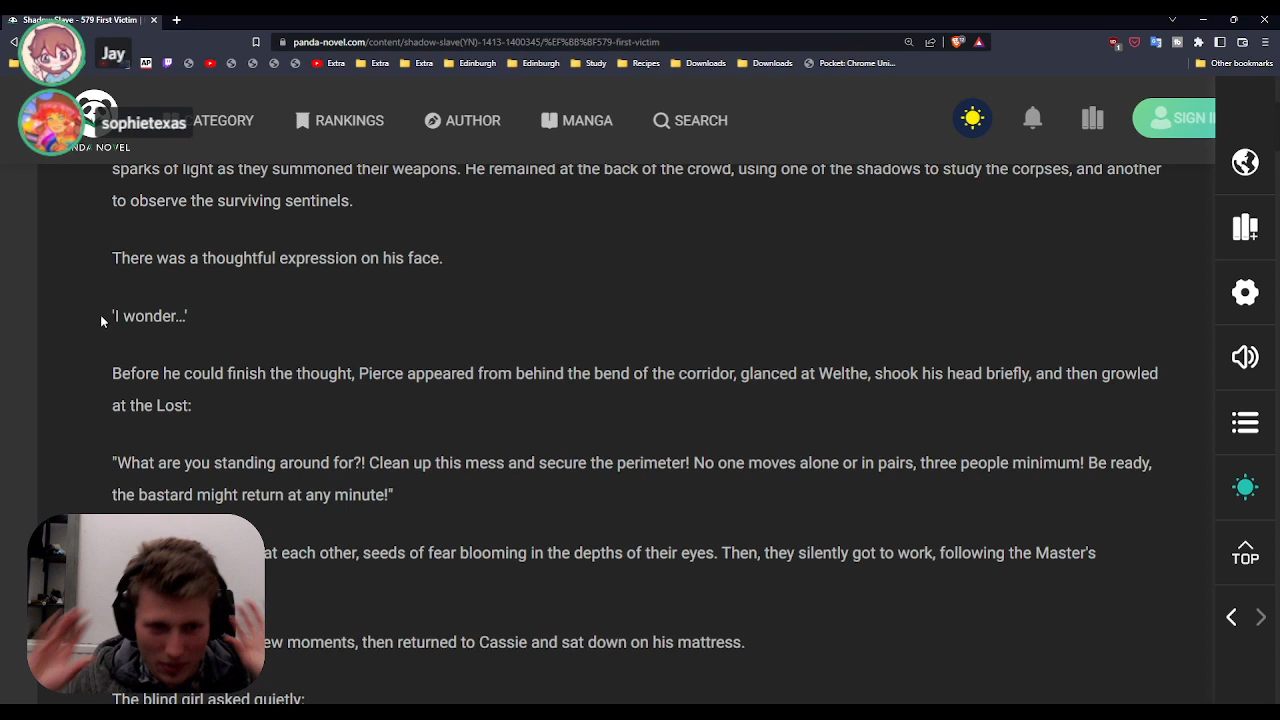 Shadow Slave - 579 First Victim |
Jay
panda-novel.com/content/shadow-slave(YN)-1413-1400345/%EF%BB%8F579-first-victim
AP
Extra
Extra
Extra
Edinburgh
Edinburgh
Study
Recipes
Downloads
Downloads
Pocket Chrome Uni...
Other bookmarks
sophietexas
ATEGORY
RANKINGS
AUTHOR
MANGA
SEARCH
SIGN I
NDA NOVEL
sparks of light as they summoned their weapons. He remained at the back of the crowd, using one of the shadows to study the corpses, and another
to observe the surviving sentinels.
There was a thoughtful expression on his face.
'I wonder...'
Before he could finish the thought, Pierce appeared from behind the bend of the corridor, glanced at Welthe, shook his head briefly, and then growled
at the Lost:
"What are you standing around for?! Clean up this mess and secure the perimeter! No one moves alone or in pairs, three people minimum! Be ready,
the bastard might return at any minute!"
at each other, seeds of fear blooming in the depths of their eyes. Then, they silently got to work, following the Master's
ew moments, then returned to Cassie and sat down on his mattress.
The blind girl asked quietly:
TOP